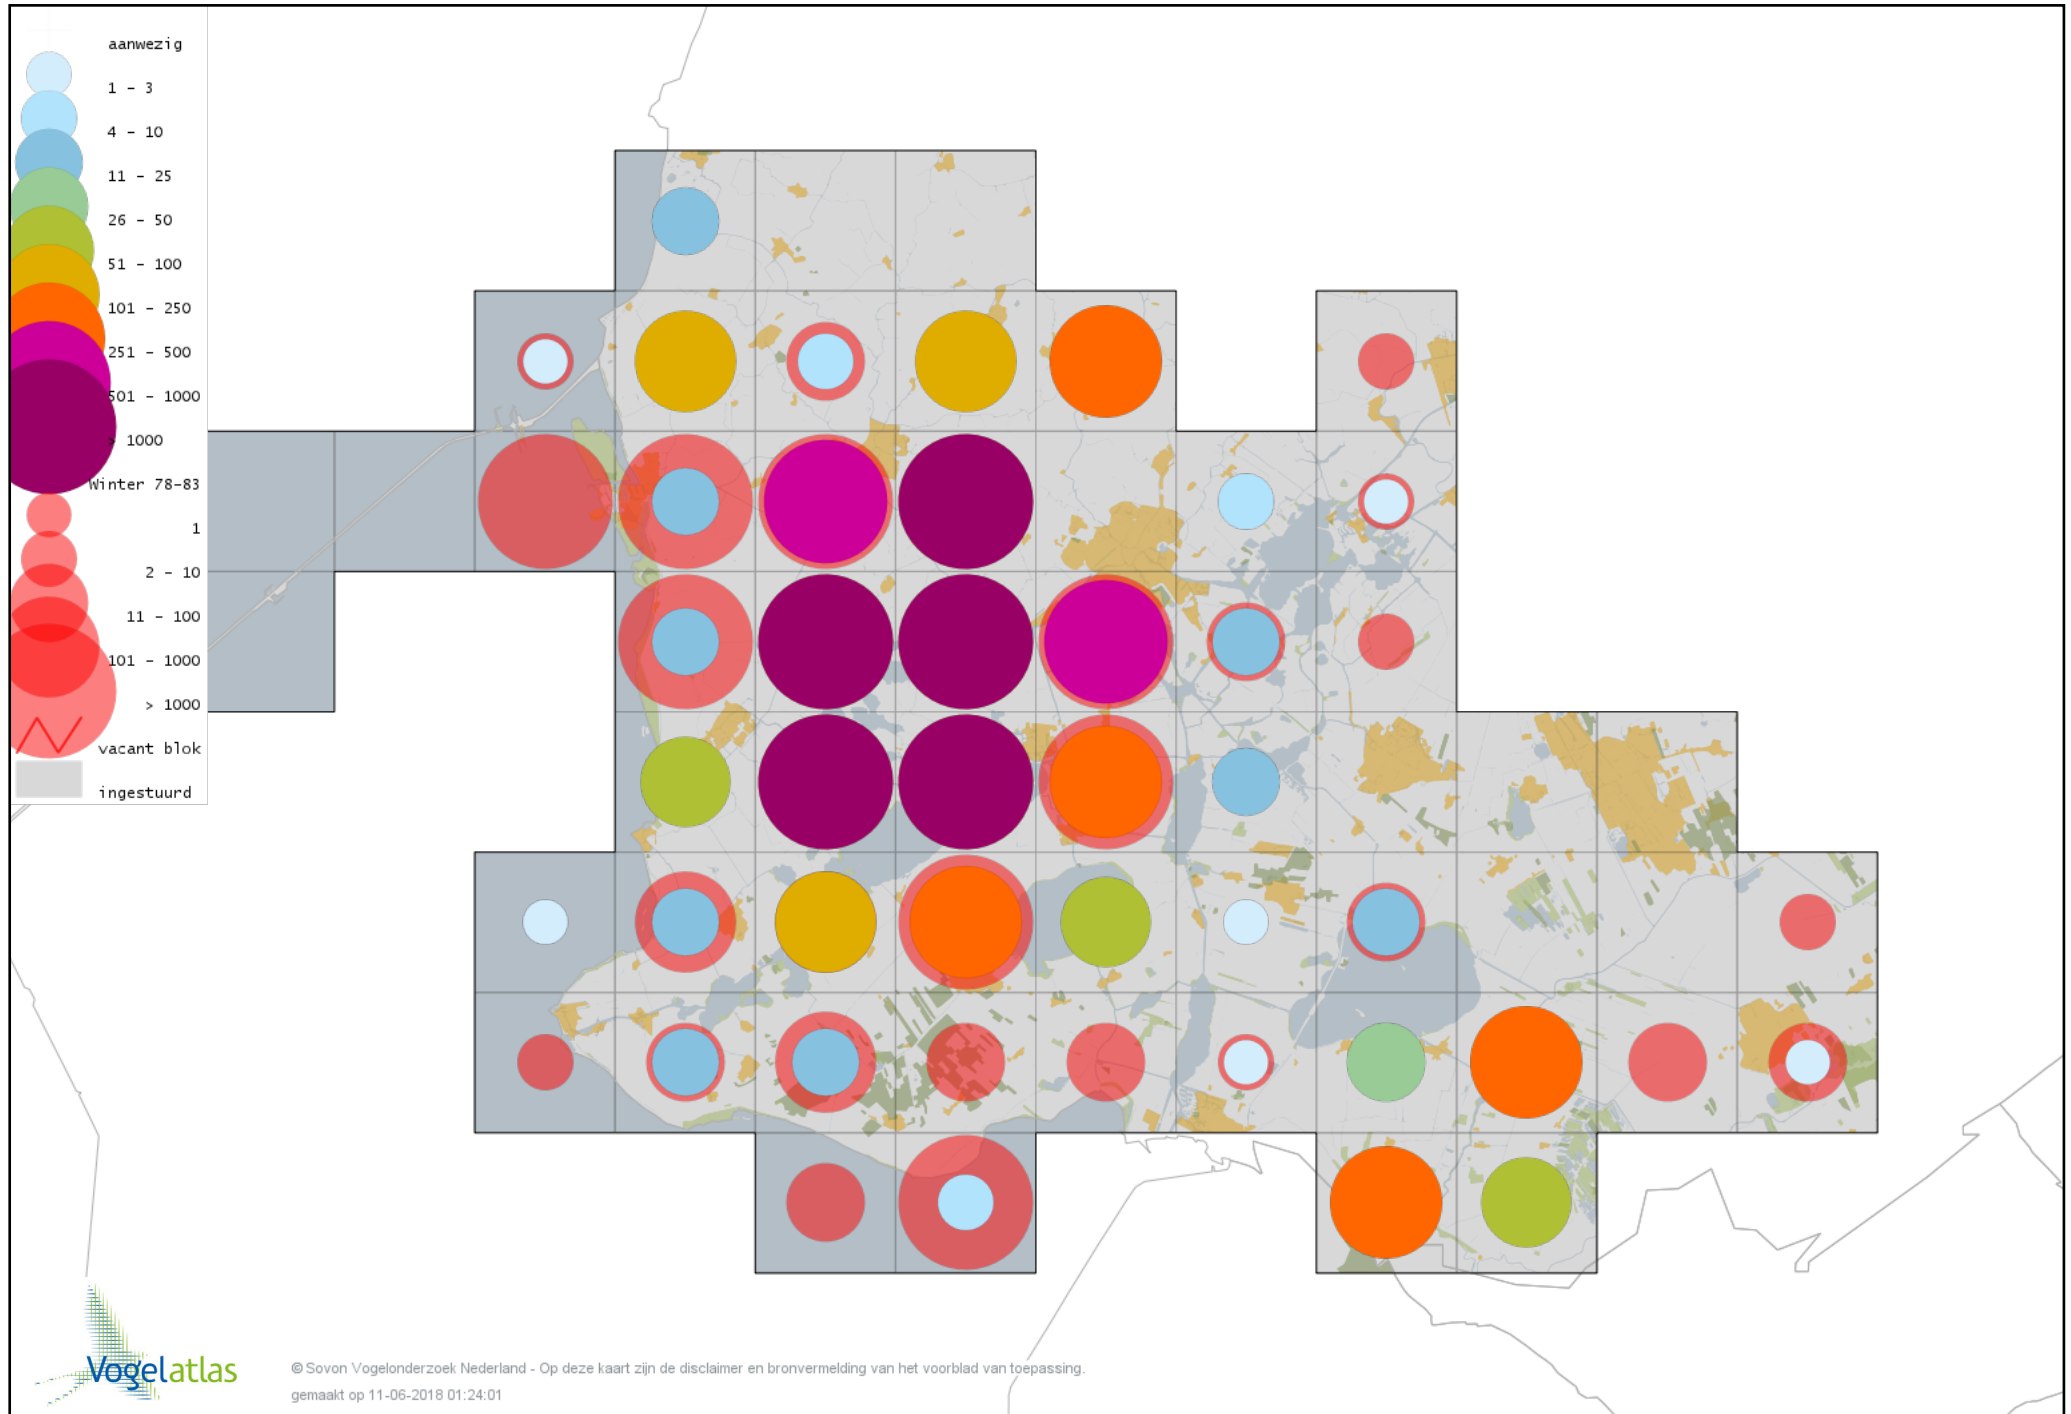 aanwezig
1 - 3
4 - 10
11 - 25
26 - 50
51 - 100
101 - 250
251 - 500
501 - 1000
> 1000
Winter 78-83
1
2 - 10
11 - 100
101 - 1000
> 1000
vacant blok
ingestuurd
Vogelatlas
© Sovon Vogelonderzoek Nederland - Op deze kaart zijn de disclaimer en bronvermelding van het voorblad van toepassing.
gemaakt op 11-06-2018 01:24:01